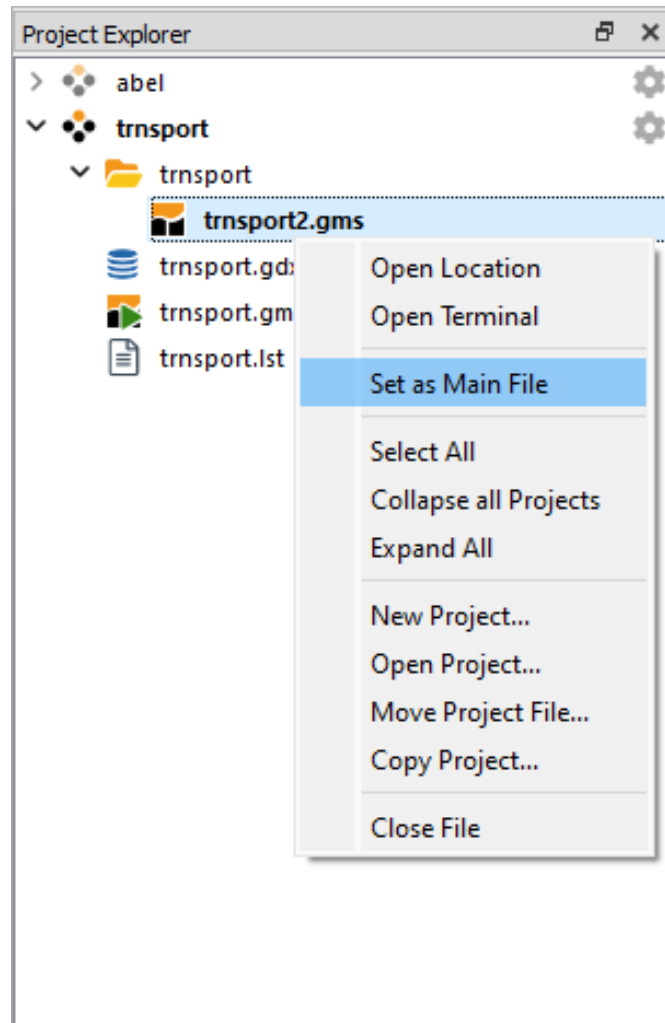 Project Explorer
abel
trnsport
trnsport
trnsport2.gms
trnsport.gdx
trnsport.gm
trnsport.lst
Open Location
Open Terminal
Set as Main File
Select All
Collapse all Projects
Expand All
New Project...
Open Project...
Move Project File...
Copy Project...
Close File